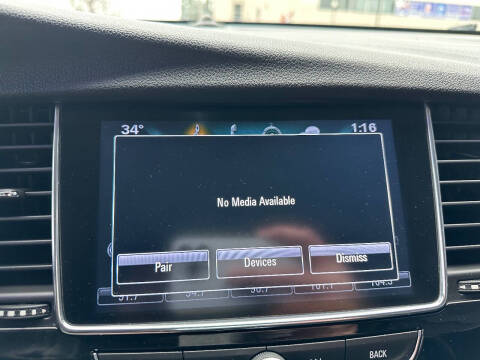 34° 1:16
No Media Available
Pair Devices Dismiss
BACK